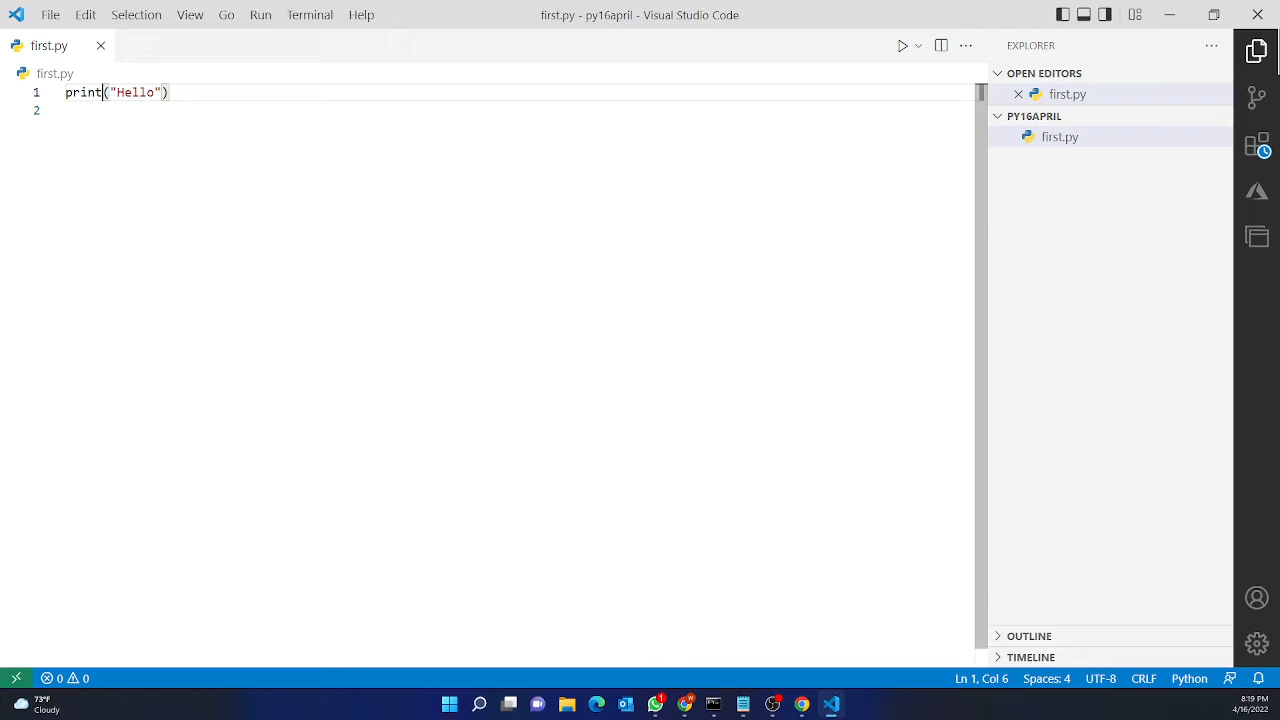 File Edit Selection View Go Run Terminal Help first.py - py16april - Visual Studio Code
first.py
first.py
1 print("Hello")
2
EXPLORER
OPEN EDITORS
first.py
PY16APRIL
first.py
OUTLINE
TIMELINE
0 0 Ln 1, Col 6 Spaces: 4 UTF-8 CRLF Python
73°F
Cloudy
1
8:39 PM
4/16/2022